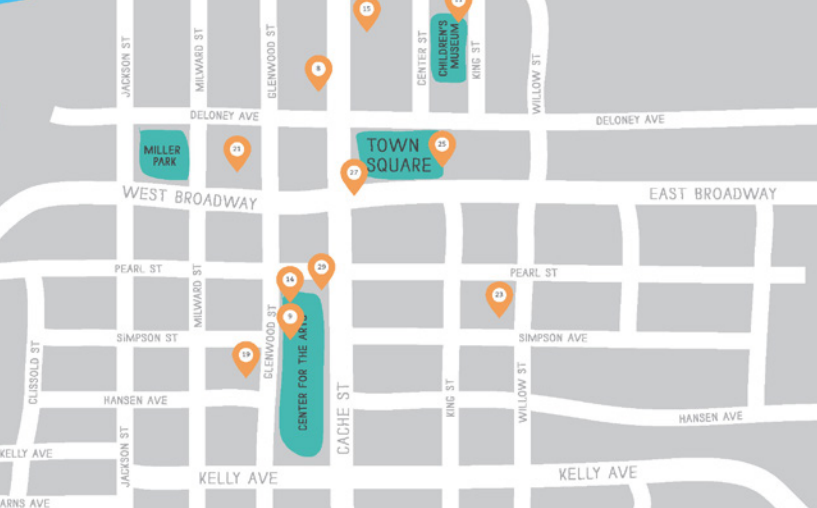 15
CHILDREN'S
MUSEUM
JACKSON ST
MILWARD ST
GLENWOOD ST
8
CENTER ST
KING ST
WILLOW ST
DELONEY AVE
DELONEY AVE
MILLER
PARK
21
TOWN
SQUARE
25
27
WEST BROADWAY
EAST BROADWAY
PEARL ST
29
PEARL ST
14
23
MILWARD ST
9
GLENWOOD ST
CENTER FOR THE ARTS
SIMPSON ST
SIMPSON AVE
19
CLISSOLD ST
CACHE ST
KING ST
WILLOW ST
HANSEN AVE
HANSEN AVE
JACKSON ST
KELLY AVE
KELLY AVE
KELLY AVE
ARNS AVE